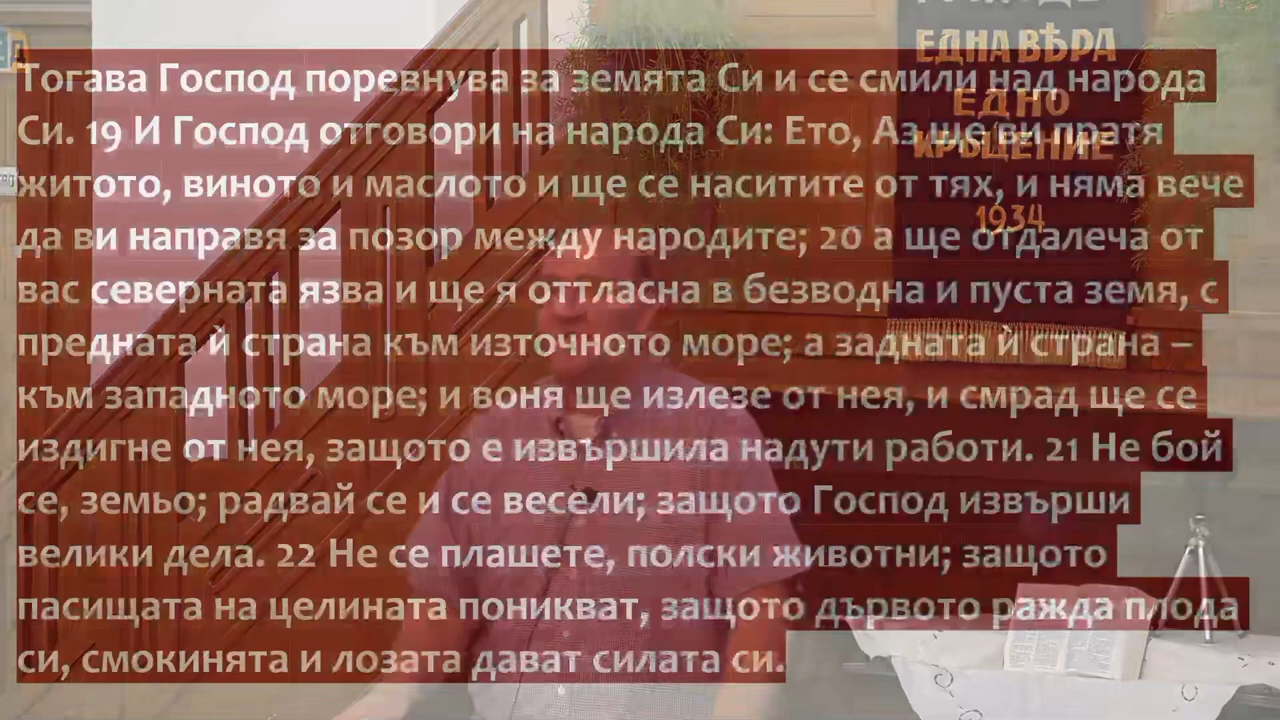 ЕДНА ВѢРА
ЕДНО
КРЪЩЕНИЕ
1934
Тогава Господ поревнува за земята Си и се смили над народа
Си. 19 И Господ отговори на народа Си: Ето, Аз ще ви пратя
житото, виното и маслото и ще се наситите от тях, и няма вече
да ви направя за позор между народите; 20 а ще отдалеча от
вас северната язва и ще я оттласна в безводна и пуста земя, с
предната ѝ страна към източното море; а задната ѝ страна –
към западното море; и воня ще излезе от нея, и смрад ще се
издигне от нея, защото е извършила надути работи. 21 Не бой
се, земьо; радвай се и се весели; защото Господ извърши
велики дела. 22 Не се плашете, полски животни; защото
пасищата на целината поникват, защото дървото ражда плода
си, смокинята и лозата дават силата си.